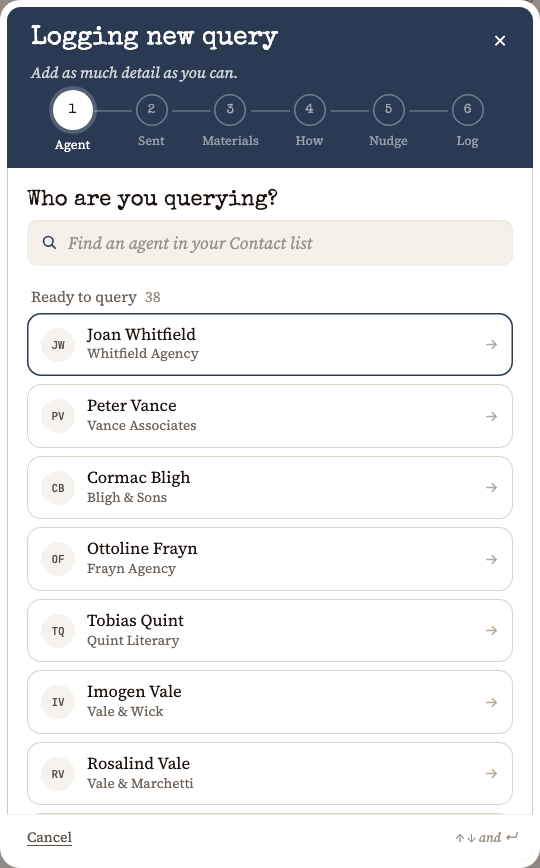 Logging new query
×
Add as much detail as you can.
1 2 3 4 5 6
Agent Sent Materials How Nudge Log
Who are you querying?
Find an agent in your Contact list
Ready to query 38
JW Joan Whitfield →
Whitfield Agency
PV Peter Vance →
Vance Associates
CB Cormac Bligh →
Bligh & Sons
OF Ottoline Frayn →
Frayn Agency
TQ Tobias Quint →
Quint Literary
IV Imogen Vale →
Vale & Wick
RV Rosalind Vale →
Vale & Marchetti
Cancel ↑↓ and ↵